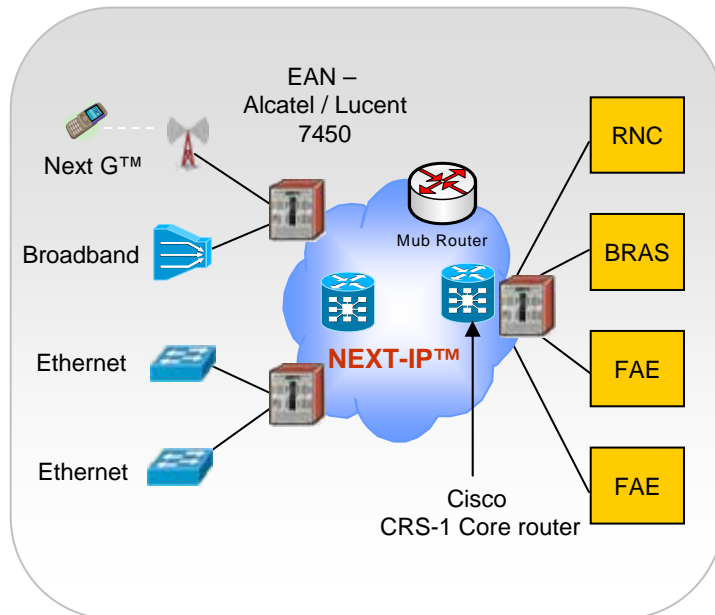 EAN –
Alcatel / Lucent
7450
Next G™
Broadband
Ethernet
Ethernet
Mub Router
NEXT-IP™
Cisco
CRS-1 Core router
RNC
BRAS
FAE
FAE